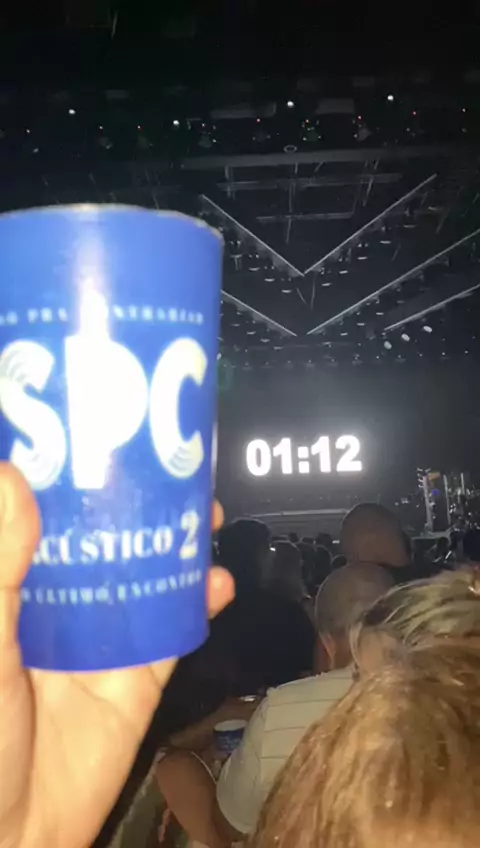 SPC
ACÚSTICO 2
ÚLTIMO ENCONTRO
01:12